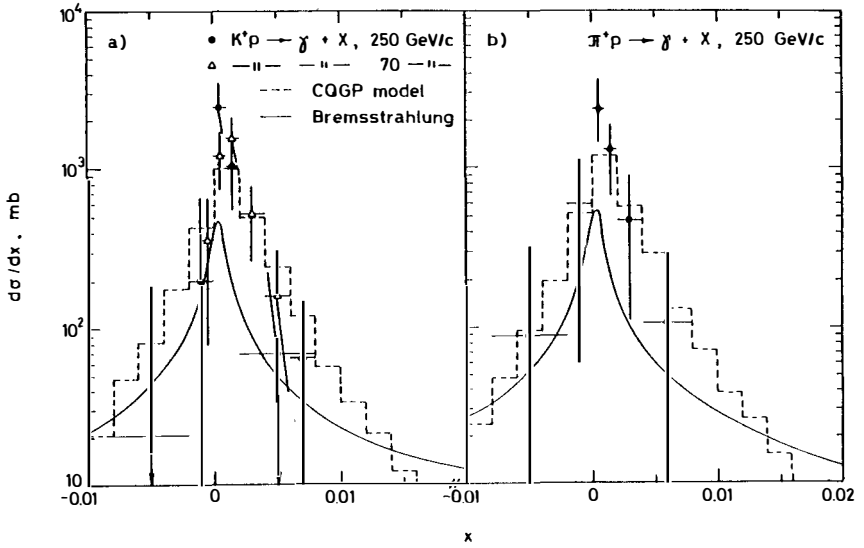 10⁴
a)
● K⁺p → γ + X, 250 GeV/c
△ —"— —"— 70 —"—
---- CQGP model
—— Bremsstrahlung
b)
π⁺p → γ + X, 250 GeV/c
10³
dσ/dx, mb
10²
10
-0.01
0
0.01
-0.01
0
0.01
0.02
x